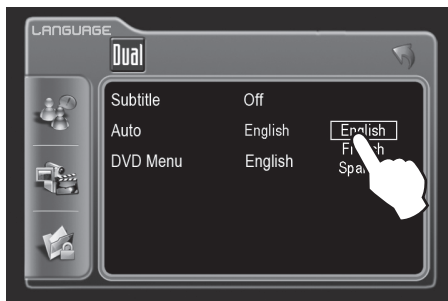 LANGUAGE
Dual
Subtitle Off
Auto English English
DVD Menu English